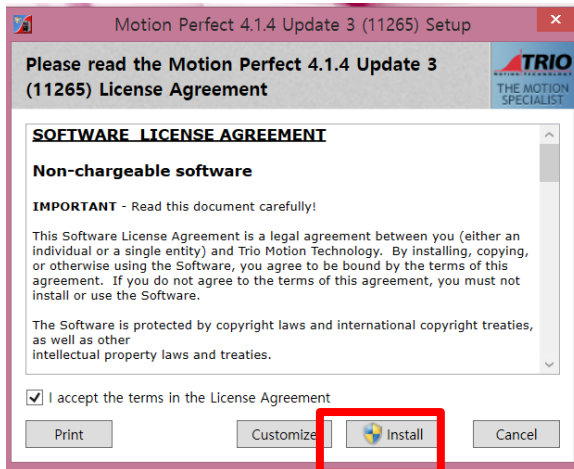 Motion Perfect 4.1.4 Update 3 (11265) Setup
Please read the Motion Perfect 4.1.4 Update 3
(11265) License Agreement
TRIO
MOTION TECHNOLOGY
THE MOTION
SPECIALIST
SOFTWARE LICENSE AGREEMENT
Non-chargeable software
IMPORTANT - Read this document carefully!
This Software License Agreement is a legal agreement between you (either an
individual or a single entity) and Trio Motion Technology. By installing, copying,
or otherwise using the Software, you agree to be bound by the terms of this
agreement. If you do not agree to the terms of this agreement, you must not
install or use the Software.
The Software is protected by copyright laws and international copyright treaties,
as well as other
intellectual property laws and treaties.
I accept the terms in the License Agreement
Print
Customize
Install
Cancel